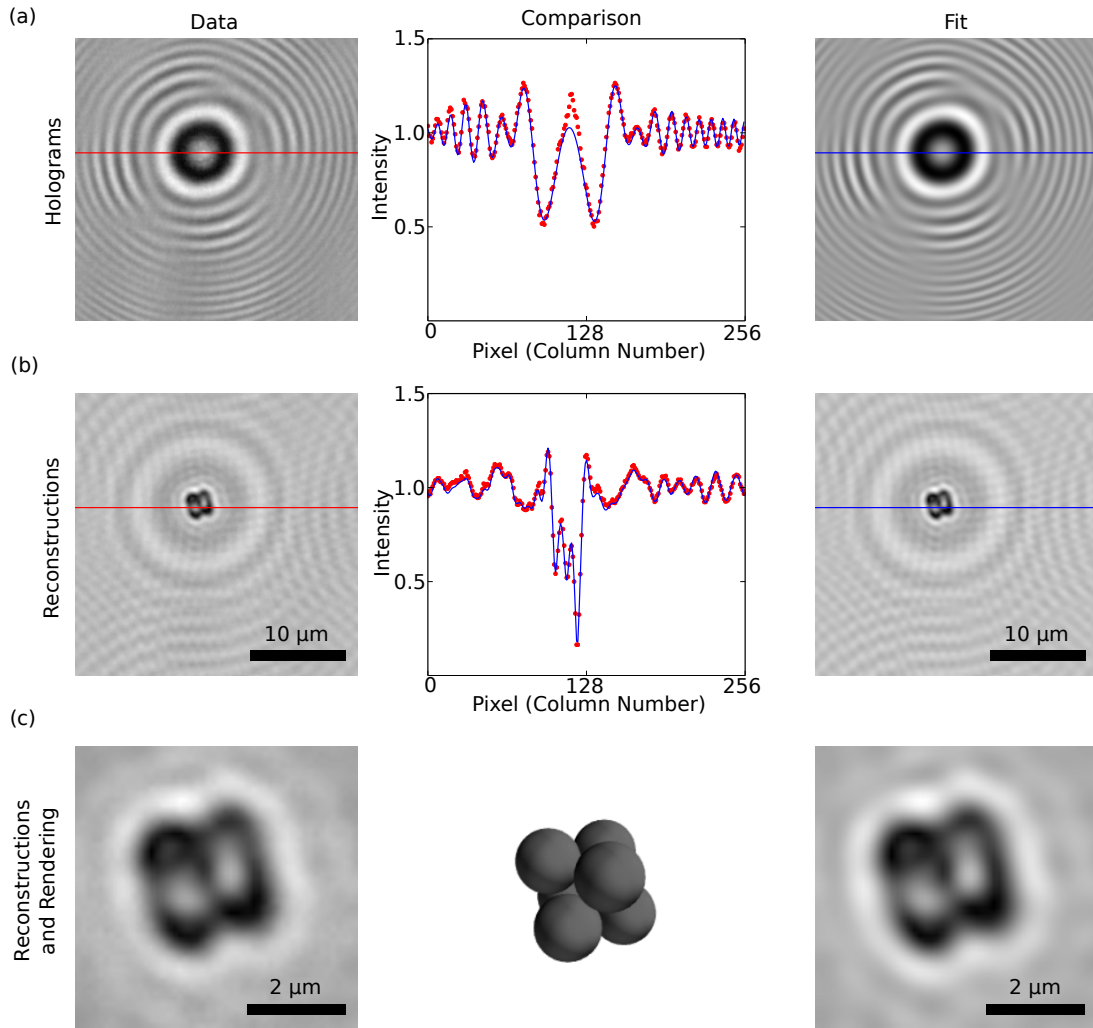 (a)
Data
Comparison
Fit
Holograms
Intensity
1.5
1.0
0.5
0
128
256
Pixel (Column Number)
(b)
Reconstructions
10 μm
Intensity
1.5
1.0
0.5
0
128
256
Pixel (Column Number)
10 μm
(c)
Reconstructions
and Rendering
2 μm
2 μm